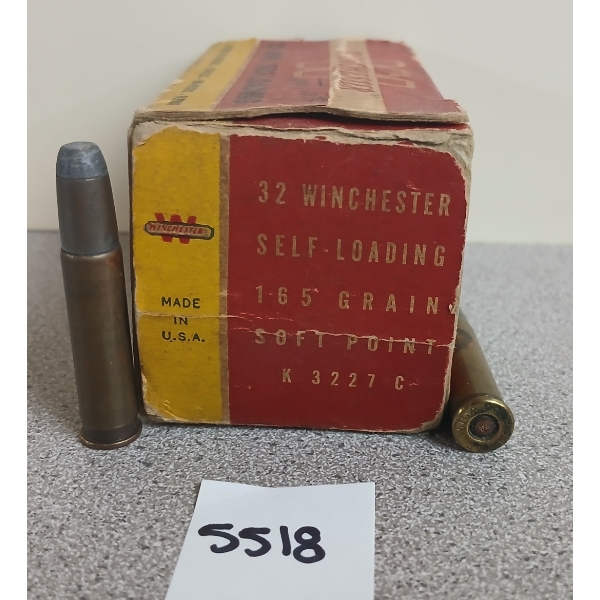 32 WINCHESTER
SELF-LOADING
165 GRAIN
SOFT POINT
K 3227 C
W
WINCHESTER
MADE
IN
U.S.A.
5518